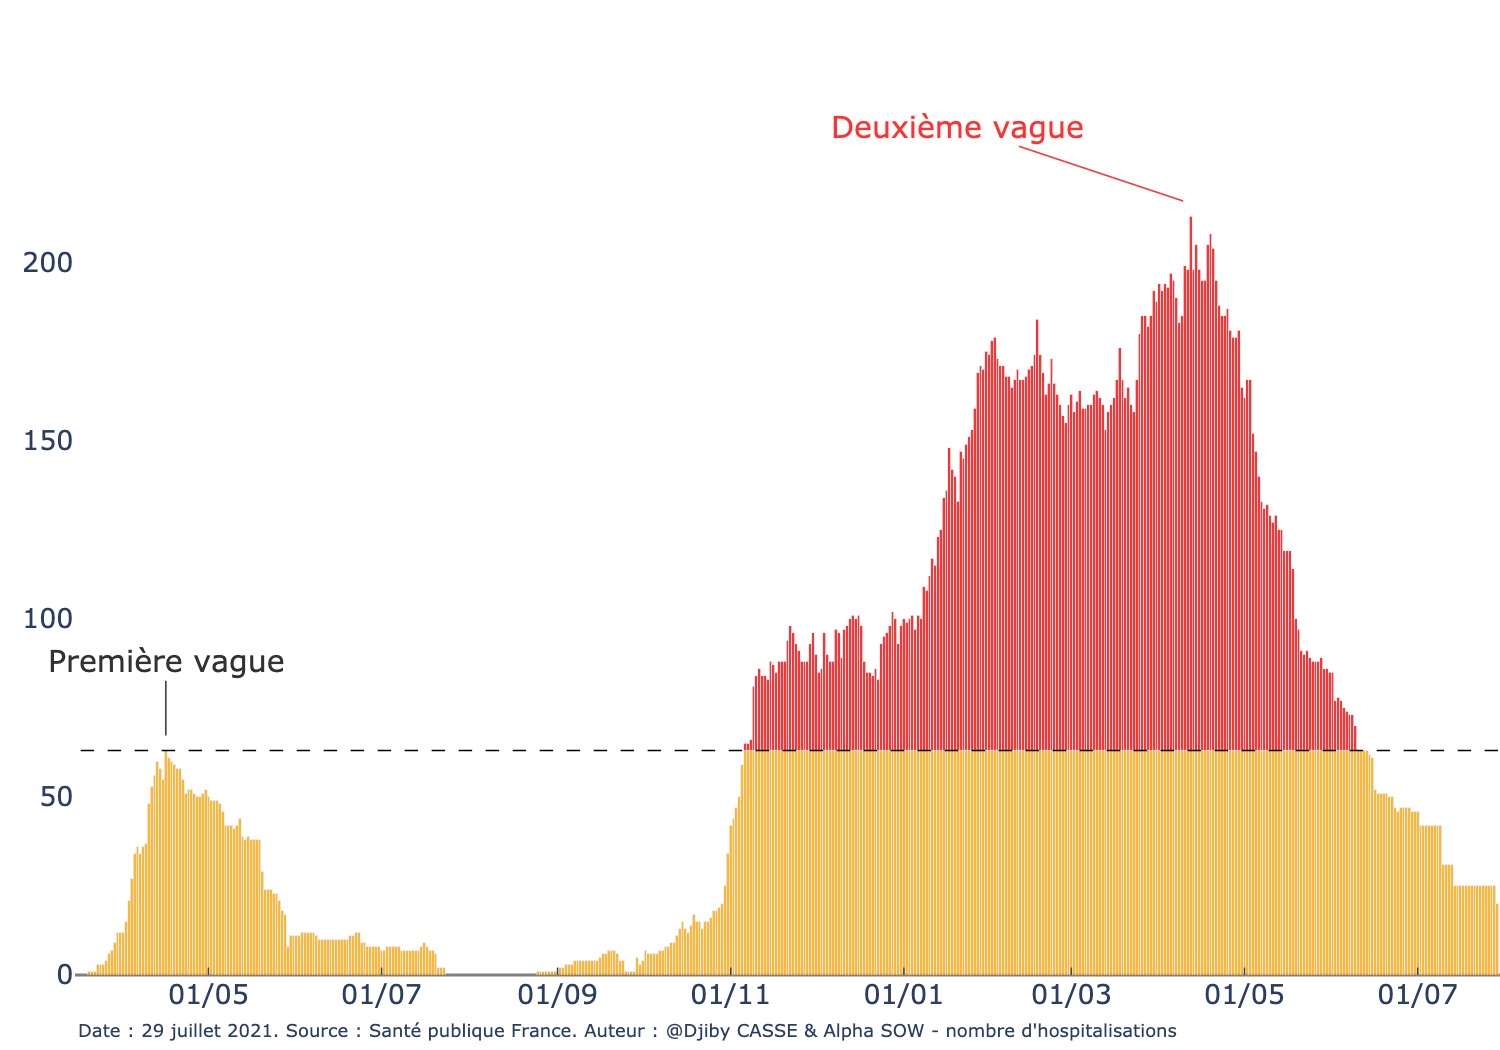 Deuxième vague
200
150
100
Première vague
50
0
01/05 01/07 01/09 01/11 01/01 01/03 01/05 01/07
Date : 29 juillet 2021. Source : Santé publique France. Auteur : @Djiby CASSE & Alpha SOW - nombre d'hospitalisations